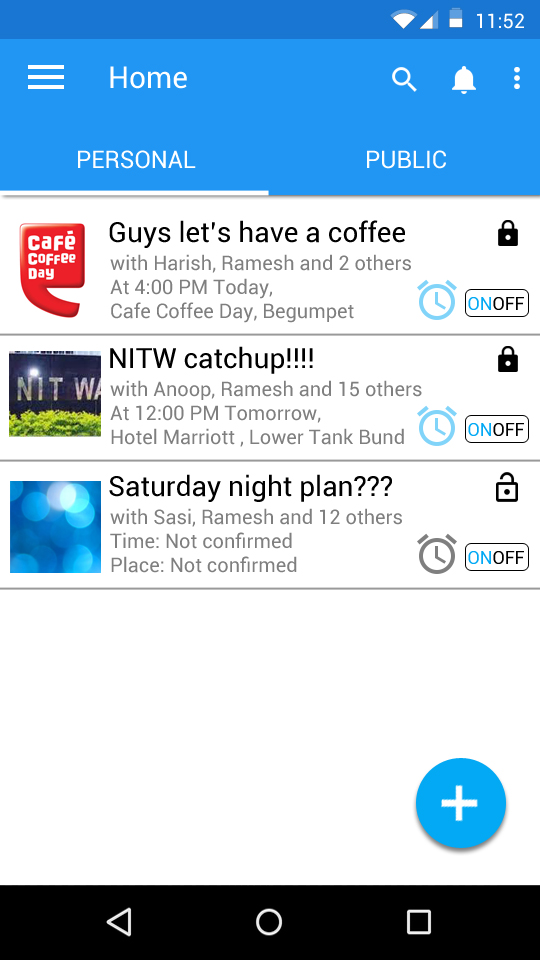 11:52
Home
PERSONAL PUBLIC
Café
Coffee
Day
Guys let's have a coffee
with Harish, Ramesh and 2 others
At 4:00 PM Today,
Cafe Coffee Day, Begumpet
ONOFF
NIT WA
NITW catchup!!!!
with Anoop, Ramesh and 15 others
At 12:00 PM Tomorrow,
Hotel Marriott , Lower Tank Bund
ONOFF
Saturday night plan???
with Sasi, Ramesh and 12 others
Time: Not confirmed
Place: Not confirmed
ONOFF